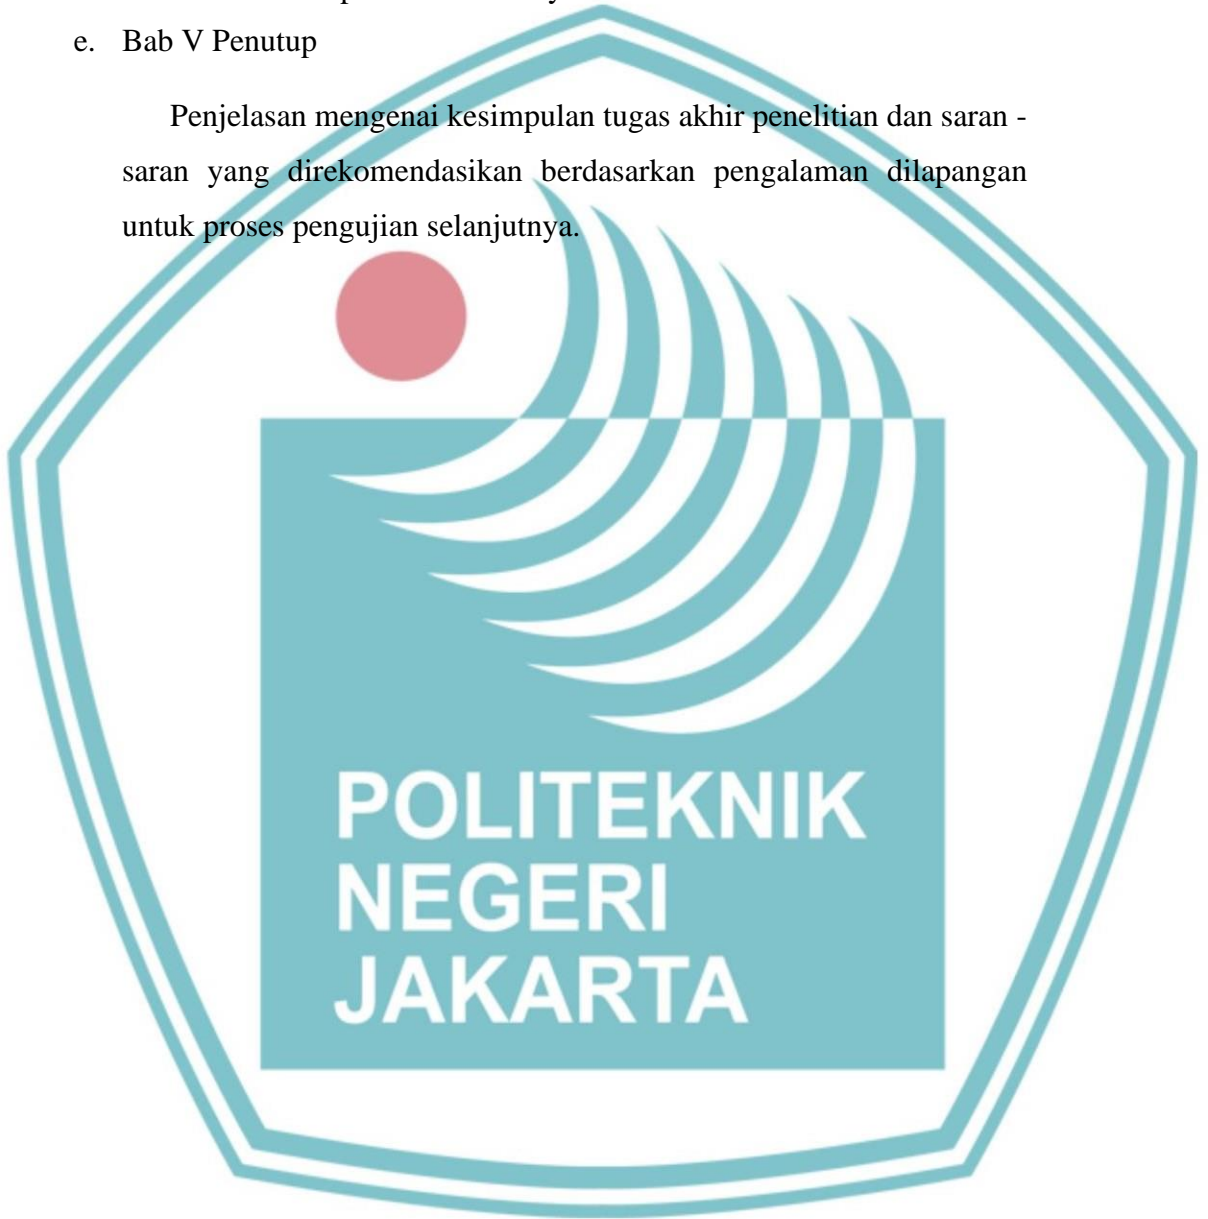 e. Bab V Penutup
Penjelasan mengenai kesimpulan tugas akhir penelitian dan saran -
saran yang direkomendasikan berdasarkan pengalaman dilapangan
untuk proses pengujian selanjutnya.
POLITEKNIK
NEGERI
JAKARTA